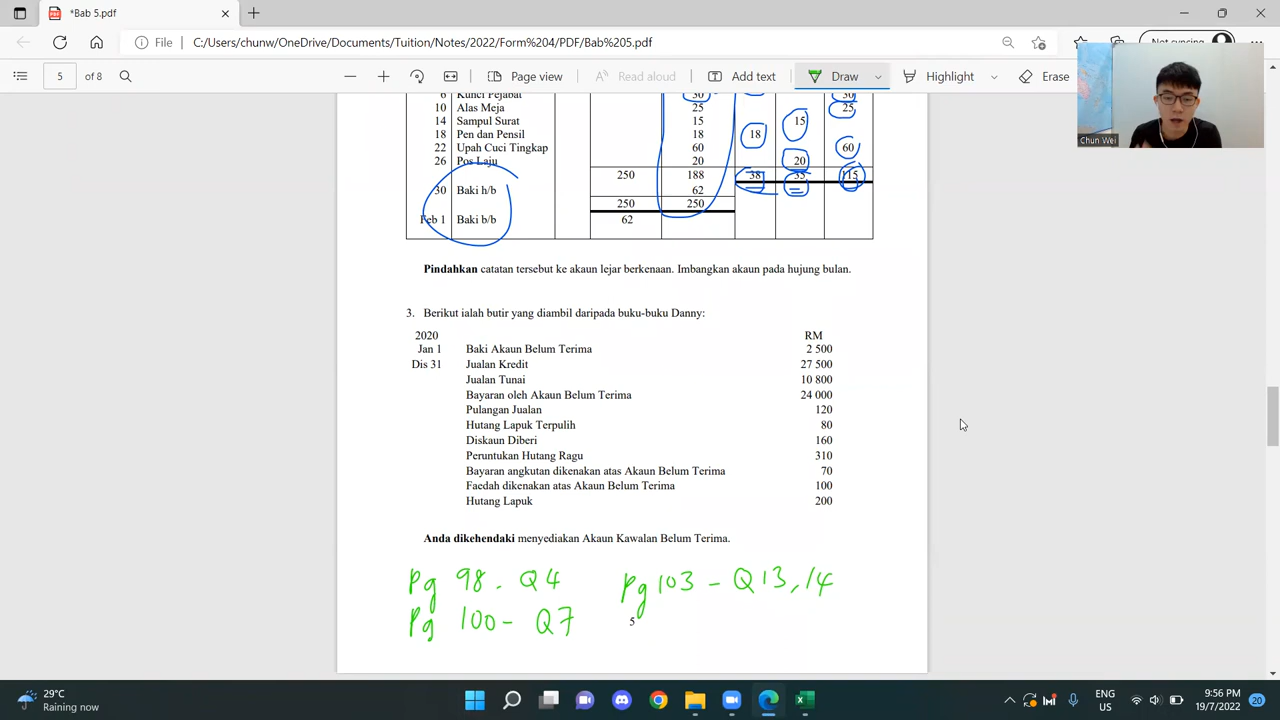 *Bab 5.pdf
File C:/Users/chunw/OneDrive/Documents/Tuition/Notes/2022/Form%204/PDF/Bab%205.pdf Not syncing
5 of 8 Page view Read aloud Add text Draw Highlight Erase
Chun Wei
6 Kunci Pejabat 30 30
10 Alas Meja 25 25
14 Sampul Surat 15 15
18 Pen dan Pensil 18 18
22 Upah Cuci Tingkap 60 60
26 Pos Laju 20 20
250 188 38 35 115
30 Baki h/b 62
250 250
Feb 1 Baki b/b 62
Pindahkan catatan tersebut ke akaun lejar berkenaan. Imbangkan akaun pada hujung bulan.
3. Berikut ialah butir yang diambil daripada buku-buku Danny:
2020 RM
Jan 1 Baki Akaun Belum Terima 2 500
Dis 31 Jualan Kredit 27 500
Jualan Tunai 10 800
Bayaran oleh Akaun Belum Terima 24 000
Pulangan Jualan 120
Hutang Lapuk Terpulih 80
Diskaun Diberi 160
Peruntukan Hutang Ragu 310
Bayaran angkutan dikenakan atas Akaun Belum Terima 70
Faedah dikenakan atas Akaun Belum Terima 100
Hutang Lapuk 200
Anda dikehendaki menyediakan Akaun Kawalan Belum Terima.
Pg 98 - Q4 Pg 103 - Q13, 14
Pg 100 - Q7
5
29°C
Raining now
ENG
US
9:56 PM
19/7/2022
20